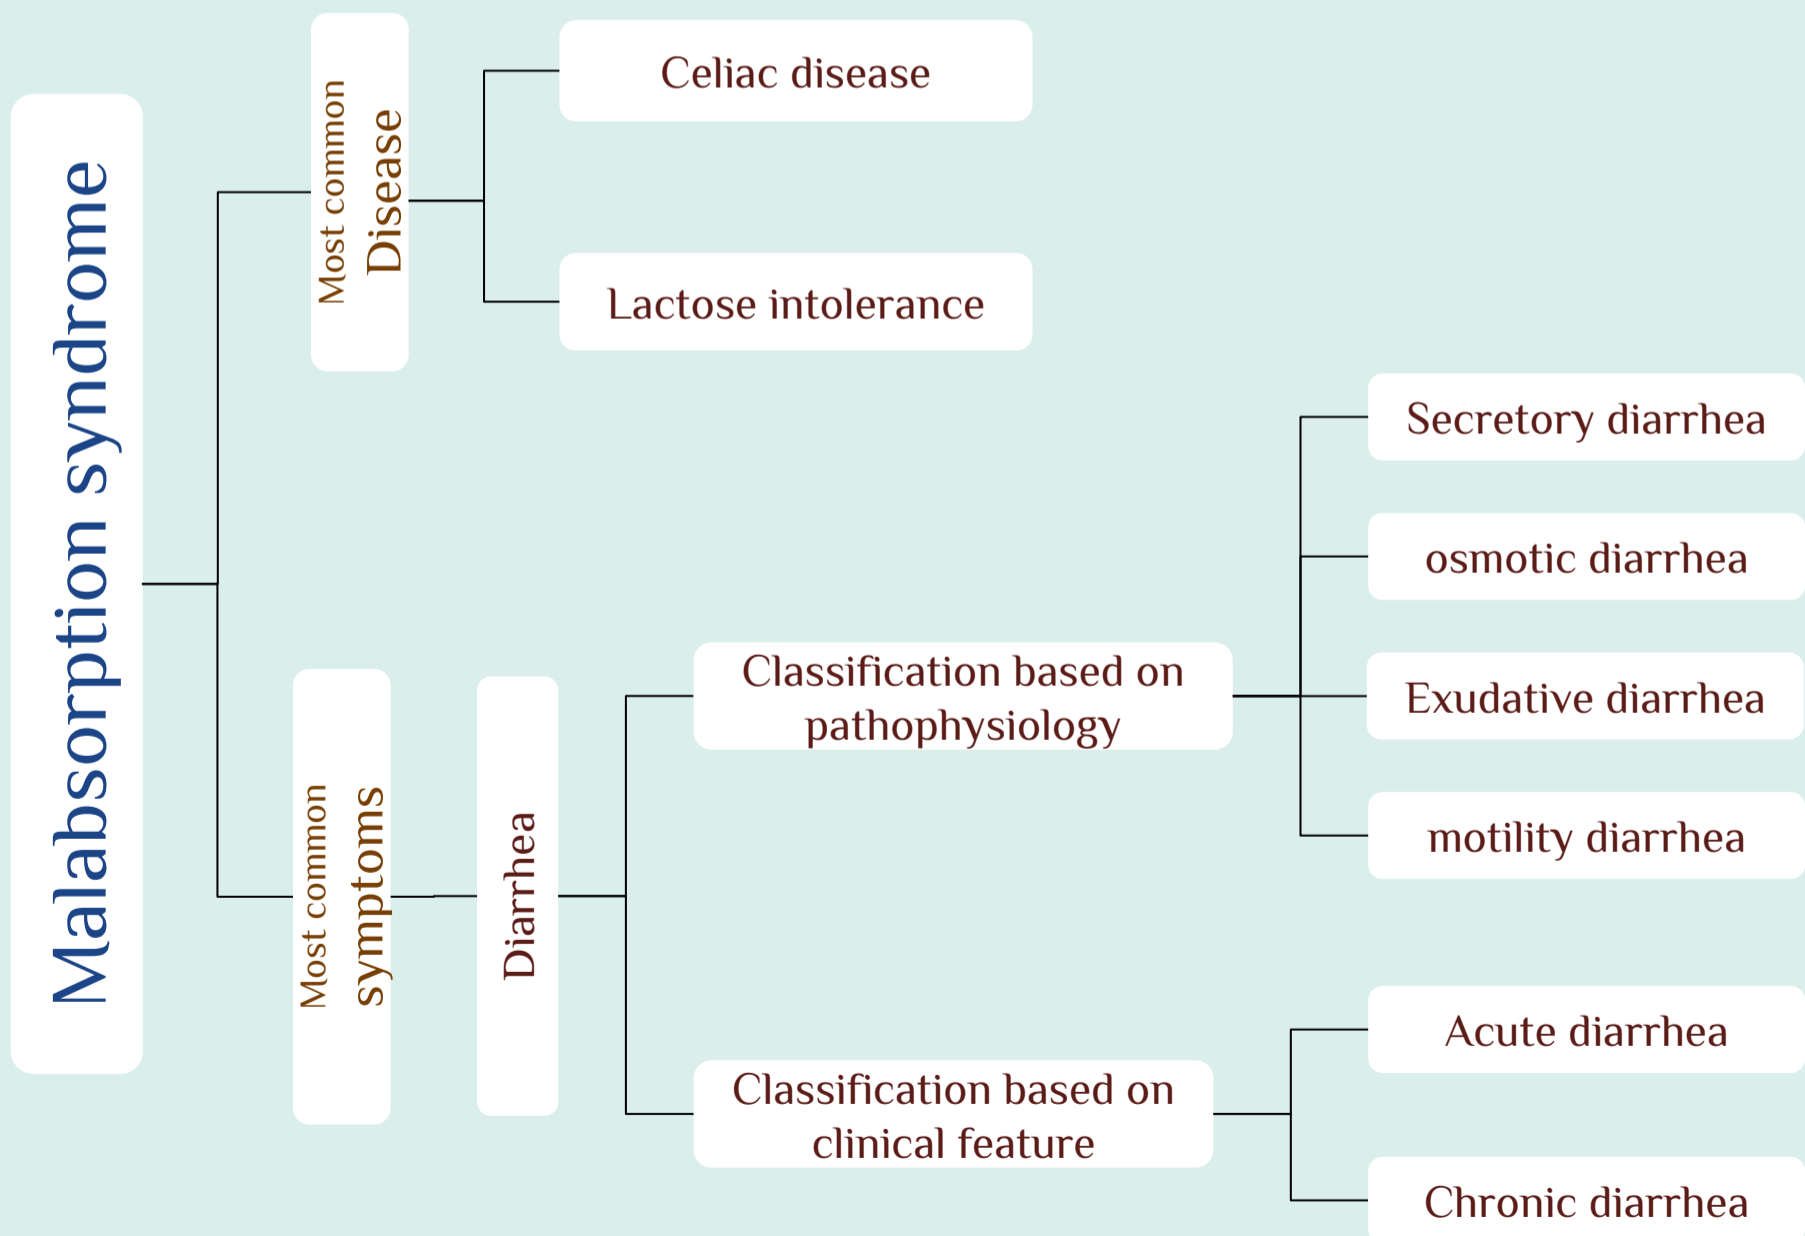 Malabsorption syndrome
Most common
Disease
Celiac disease
Lactose intolerance
Most common
symptoms
Diarrhea
Classification based on
pathophysiology
Secretory diarrhea
osmotic diarrhea
Exudative diarrhea
motility diarrhea
Classification based on
clinical feature
Acute diarrhea
Chronic diarrhea